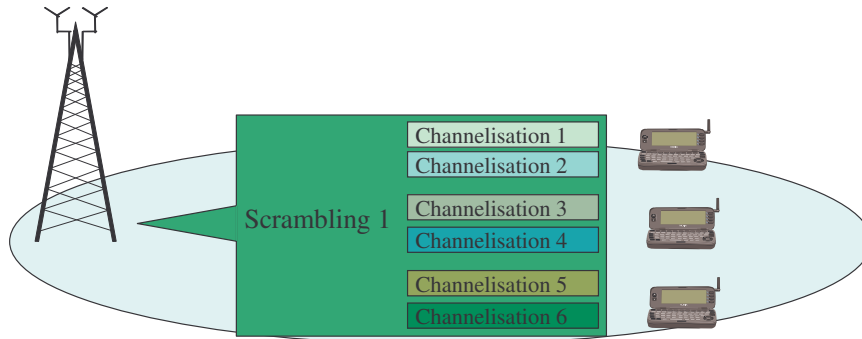 Channelisation 1
Channelisation 2
Scrambling 1
Channelisation 3
Channelisation 4
Channelisation 5
Channelisation 6